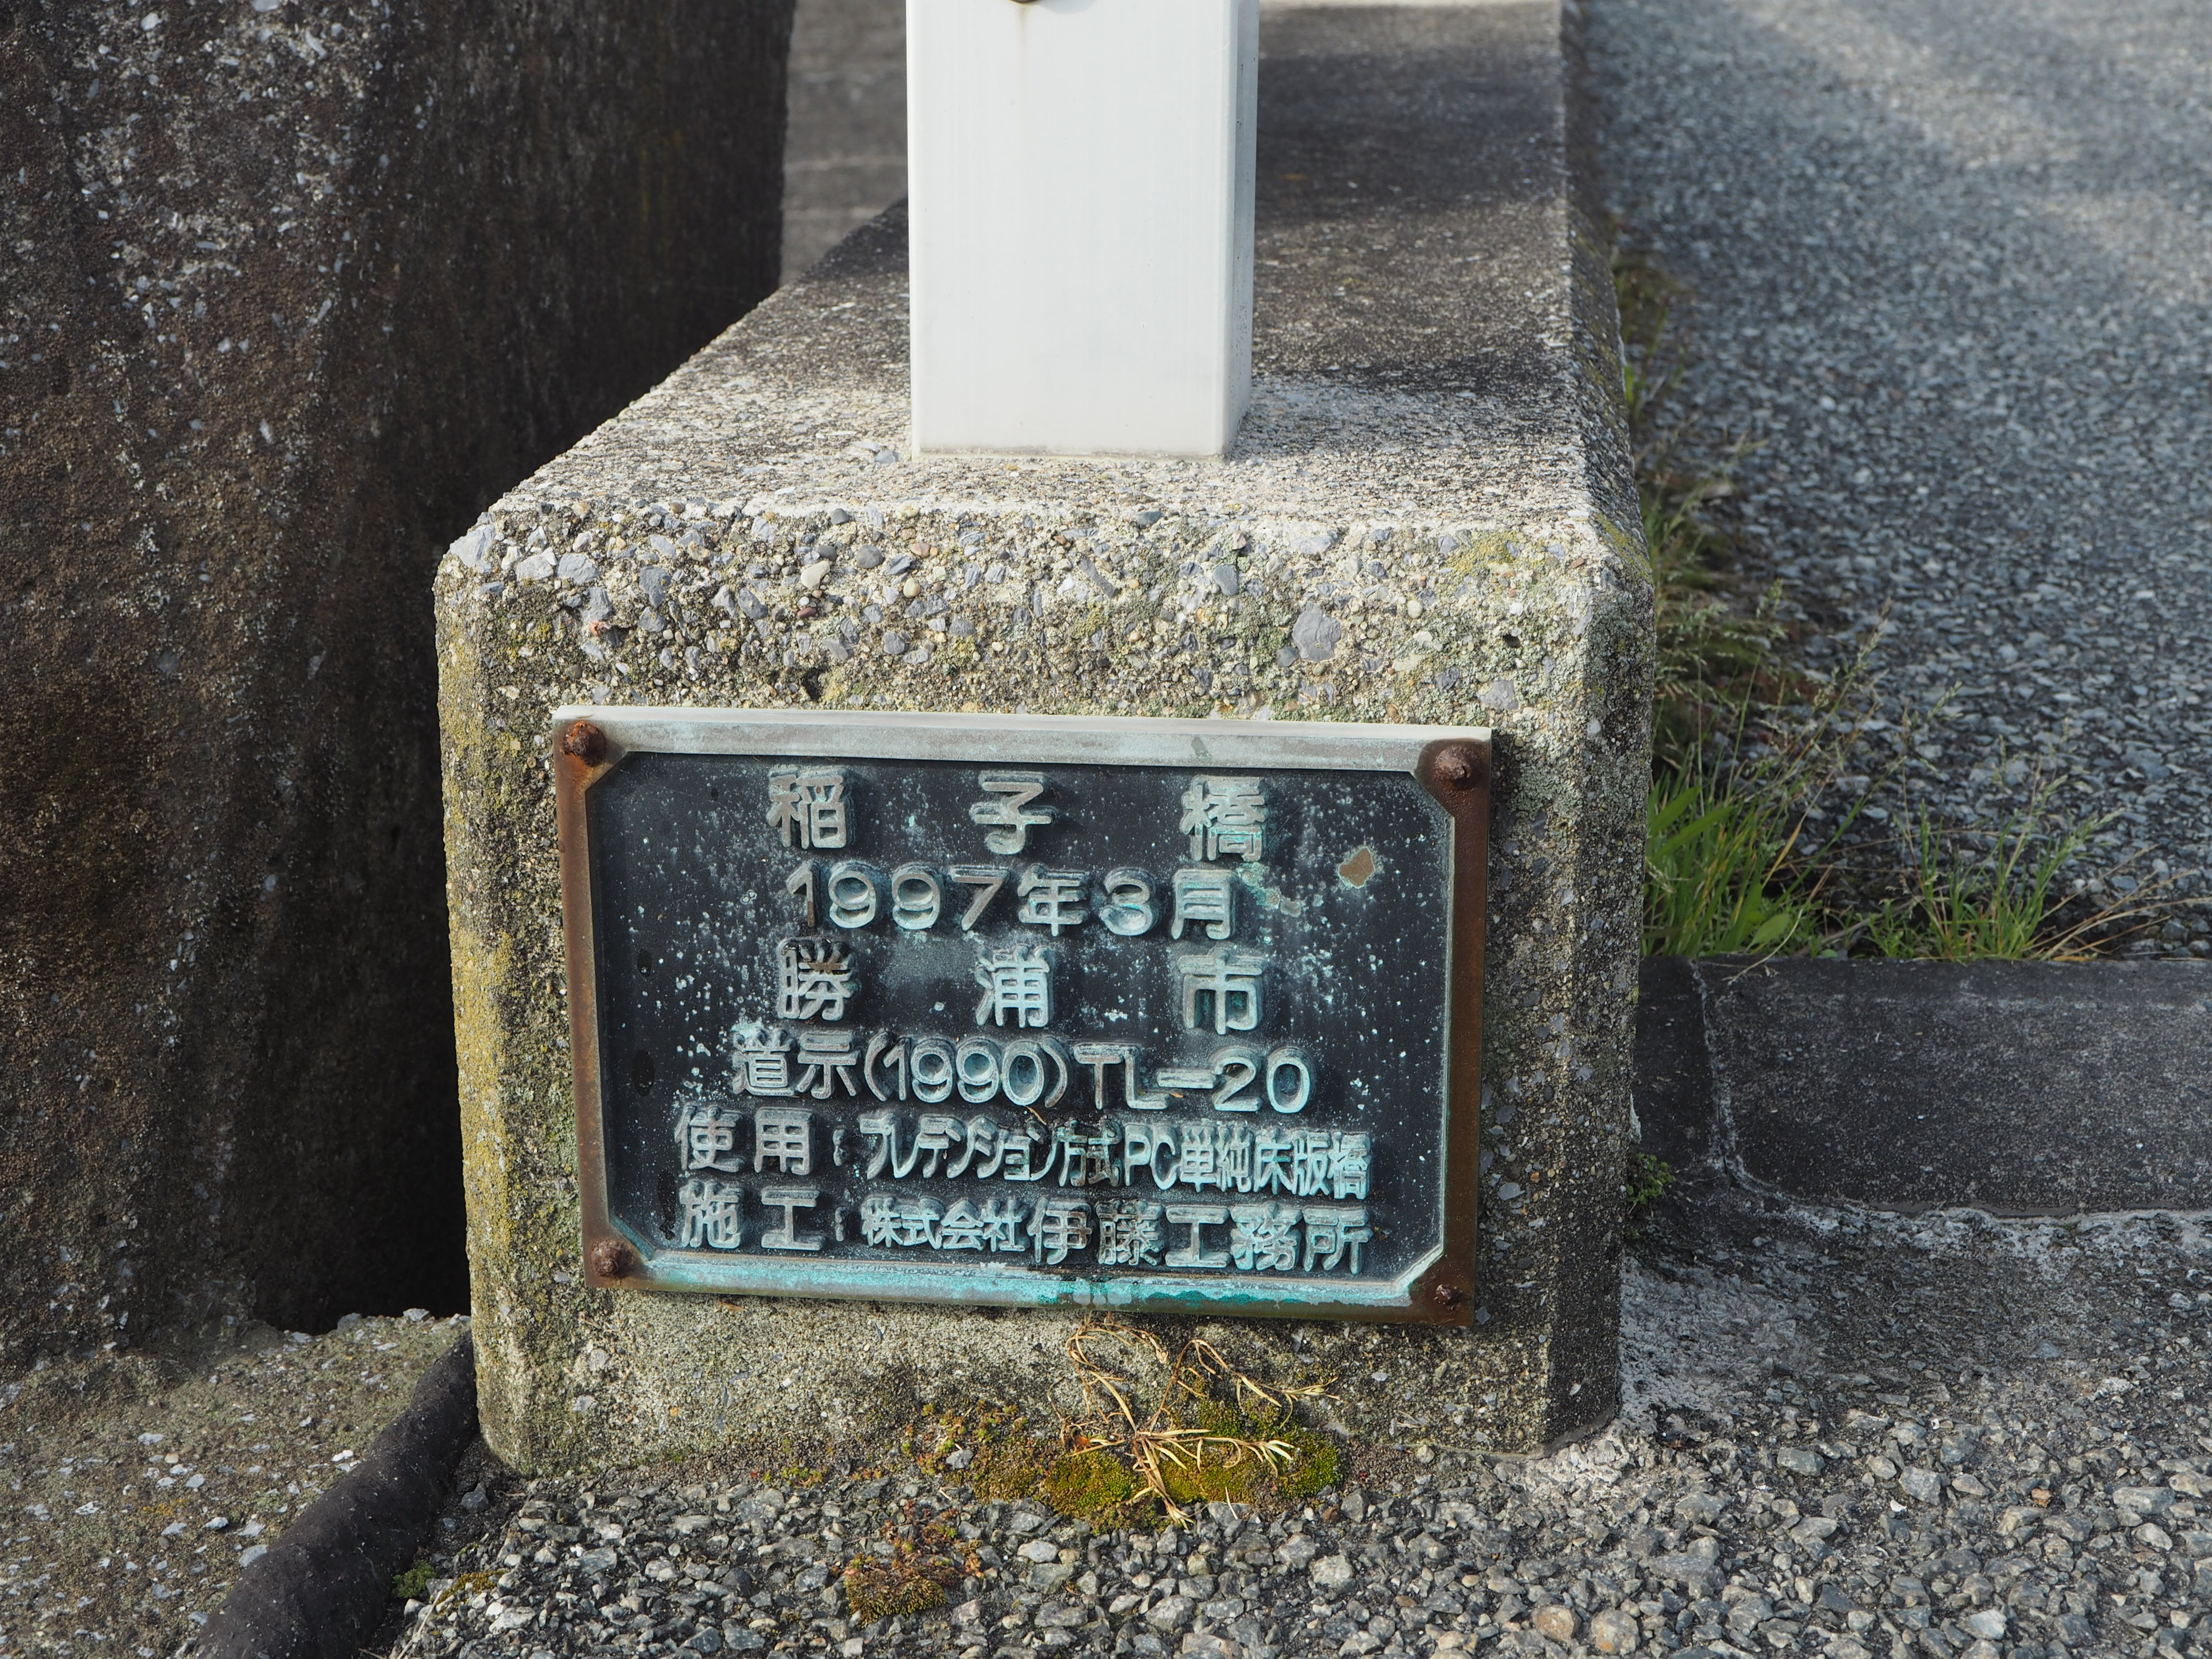 稲子橋
1997年3月
勝浦市
道示(1990)TL-20
使用:プレテンション方式PC単純床版橋
施工:株式会社伊藤工務所